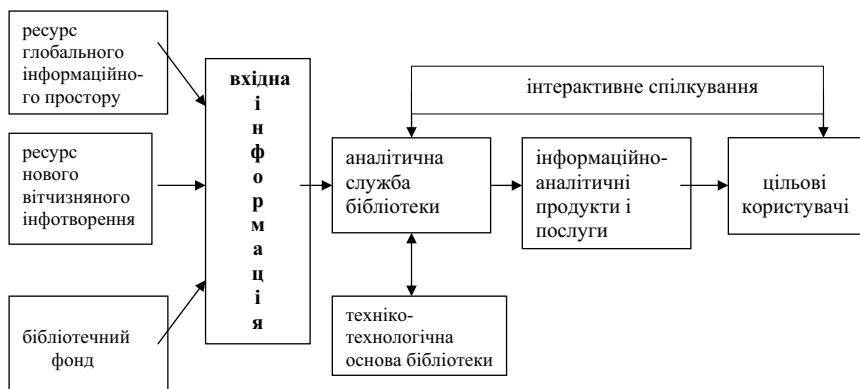 ресурс
глобального
інформаційно-
го простору
ресурс
нового
вітчизняного
інфотворення
бібліотечний
фонд
вхідна
і
н
ф
о
р
м
а
ц
і
я
інтерактивне спілкування
аналітична
служба
бібліотеки
інформаційно-
аналітичні
продукти і
послуги
цільові
користувачі
техніко-
технологічна
основа бібліотеки